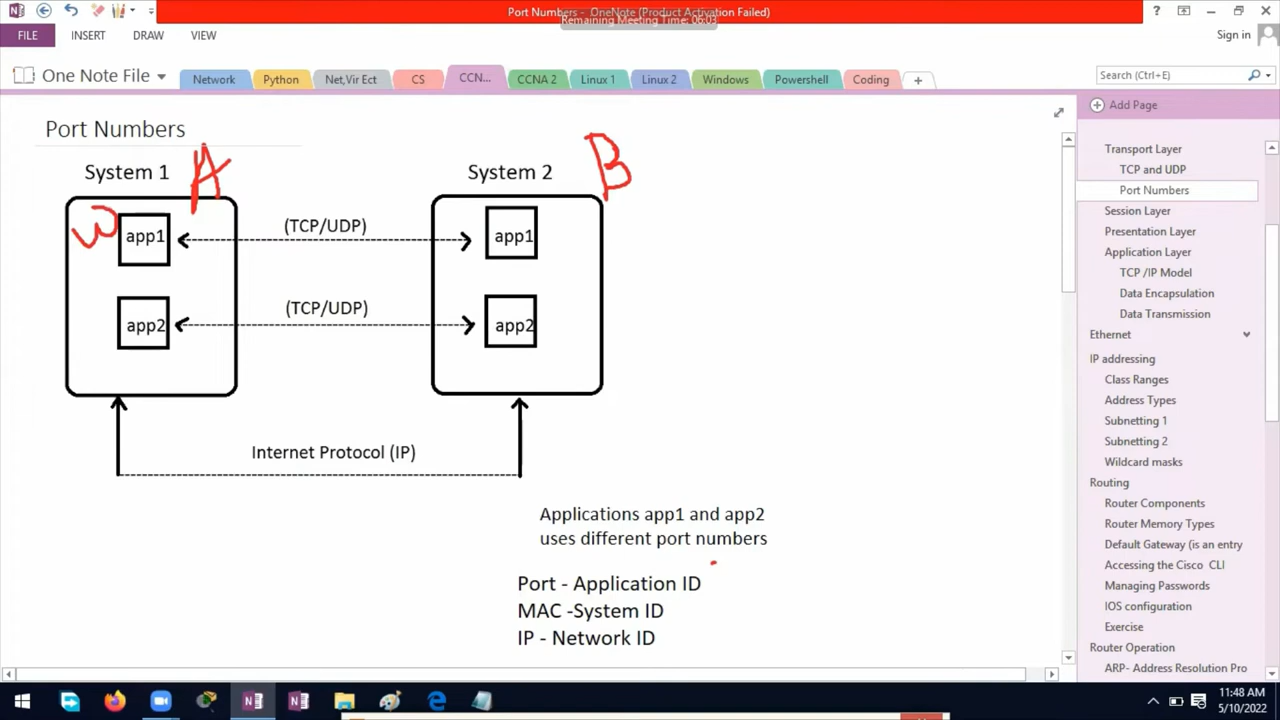 Port Numbers - OneNote (Product Activation Failed)
Remaining Meeting Time: 06:03
?
FILE
INSERT
DRAW
VIEW
Sign in
One Note File
Network
Python
Net,Vir Ect
CS
CCN...
CCNA 2
Linux 1
Linux 2
Windows
Powershell
Coding
+
Search (Ctrl+E)
Port Numbers
System 1
A
System 2
B
W
app1
(TCP/UDP)
app1
app2
(TCP/UDP)
app2
Internet Protocol (IP)
Applications app1 and app2
uses different port numbers
Port - Application ID
MAC -System ID
IP - Network ID
Add Page
Transport Layer
TCP and UDP
Port Numbers
Session Layer
Presentation Layer
Application Layer
TCP /IP Model
Data Encapsulation
Data Transmission
Ethernet
IP addressing
Class Ranges
Address Types
Subnetting 1
Subnetting 2
Wildcard masks
Routing
Router Components
Router Memory Types
Default Gateway (is an entry
Accessing the Cisco CLI
Managing Passwords
IOS configuration
Exercise
Router Operation
ARP- Address Resolution Pro
11:48 AM
5/10/2022